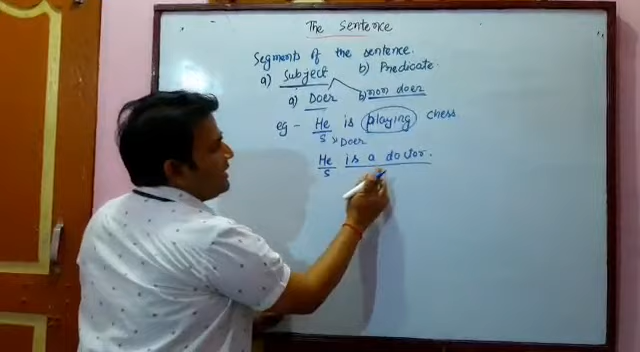 The Sentence
Segments of the sentence.
a) Subject b) Predicate.
a) Doer b) non doer
eg - He is playing chess
S Doer
He is a doctor.
S